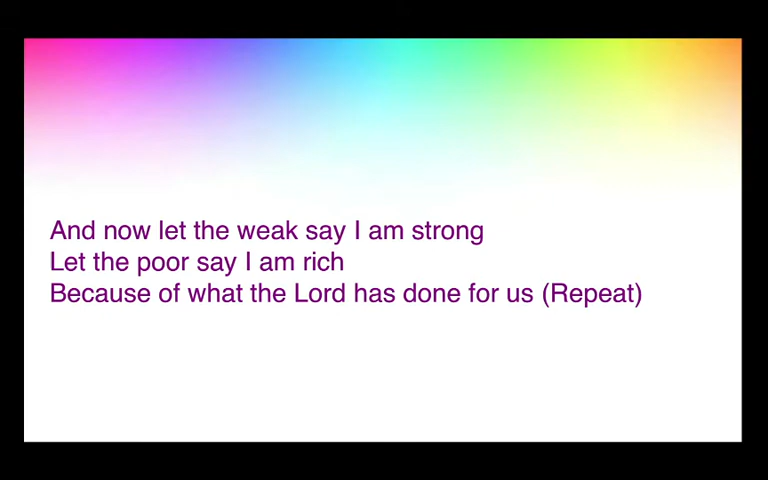 And now let the weak say I am strong
Let the poor say I am rich
Because of what the Lord has done for us (Repeat)